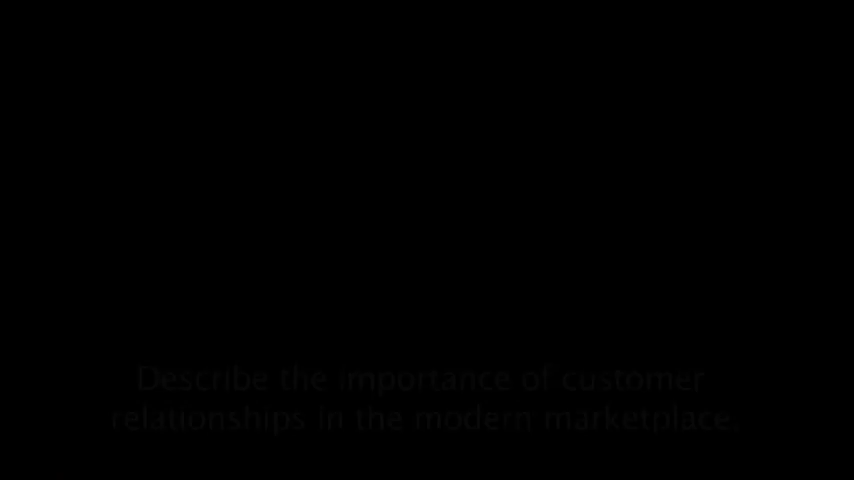 Describe the importance of customer
relationships in the modern marketplace.